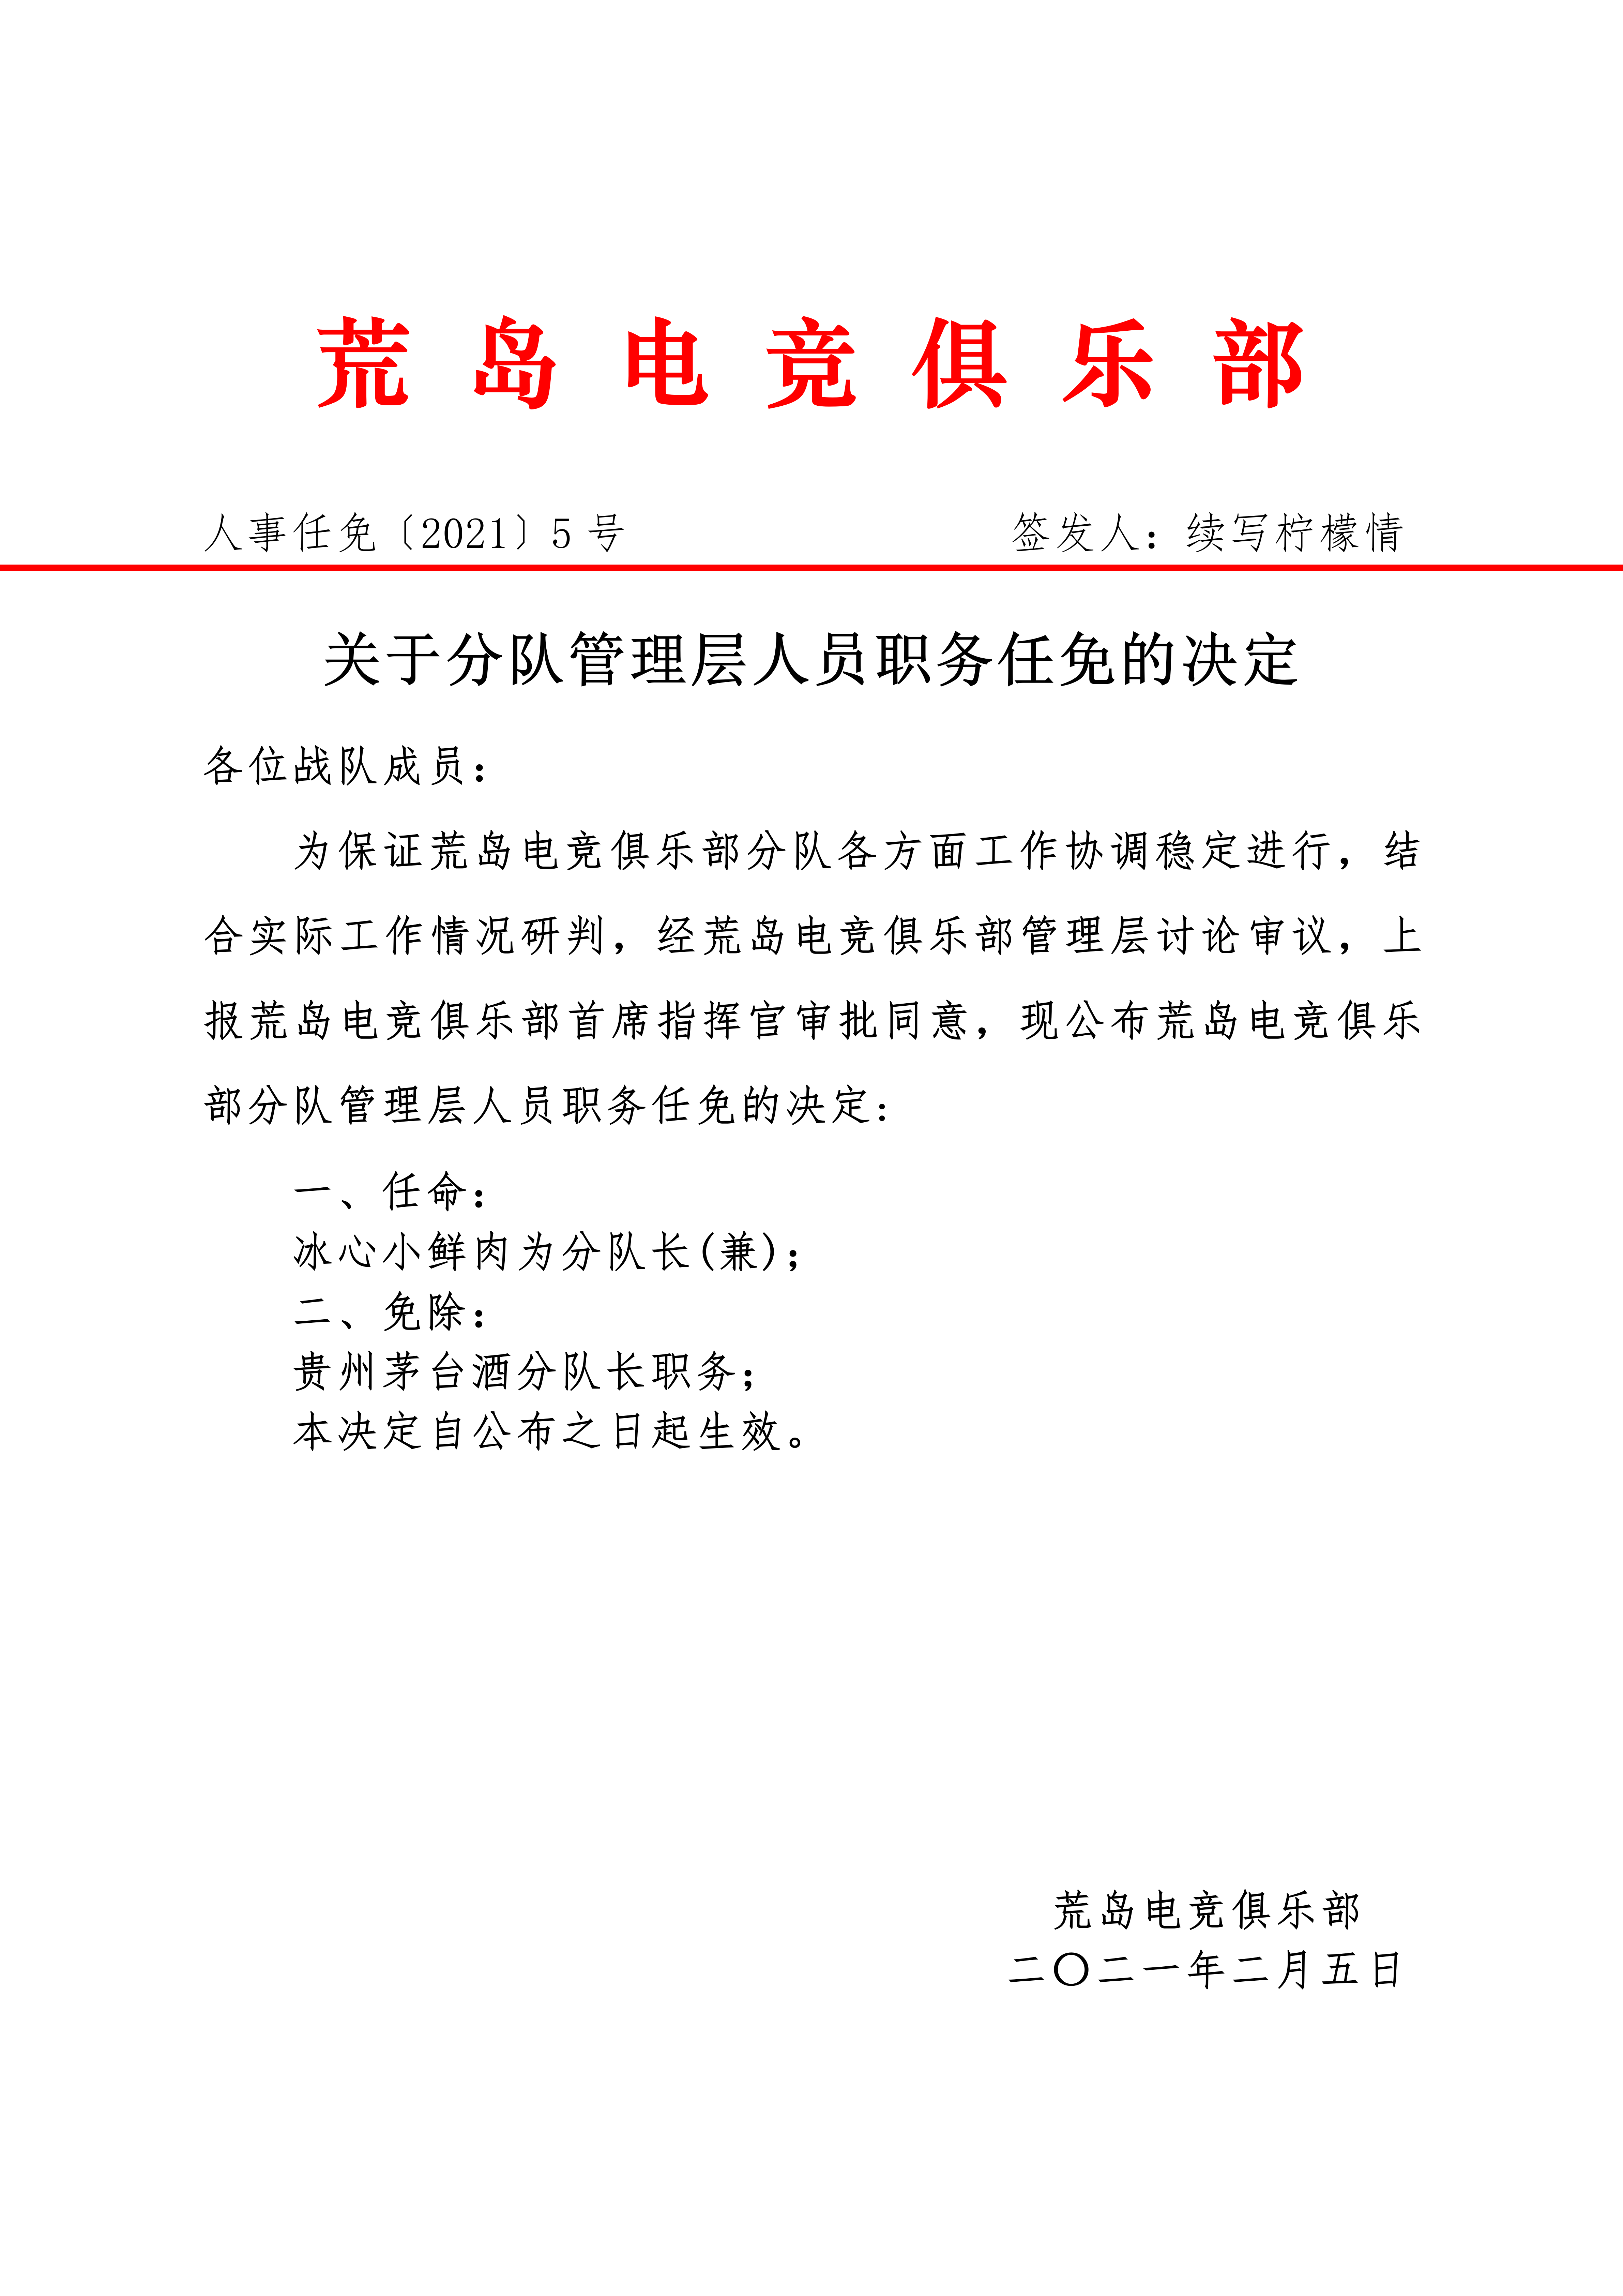 荒岛电竞俱乐部
人事任免〔2021〕5 号 签发人：续写柠檬情
关于分队管理层人员职务任免的决定
各位战队成员：
为保证荒岛电竞俱乐部分队各方面工作协调稳定进行，结
合实际工作情况研判，经荒岛电竞俱乐部管理层讨论审议，上
报荒岛电竞俱乐部首席指挥官审批同意，现公布荒岛电竞俱乐
部分队管理层人员职务任免的决定:
一、任命：
冰心小鲜肉为分队长(兼)；
二、免除：
贵州茅台酒分队长职务；
本决定自公布之日起生效。
荒岛电竞俱乐部
二〇二一年二月五日